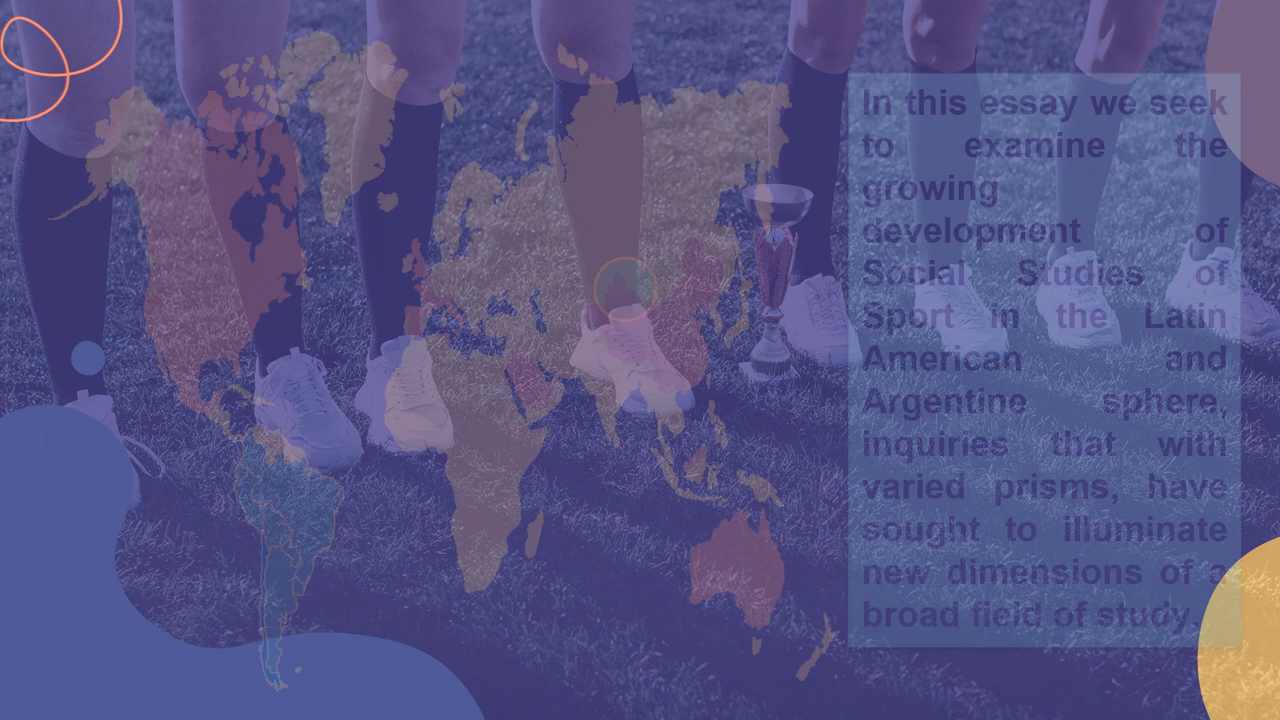 In this essay we seek
to examine the
growing
development of
Social Studies of
Sport in the Latin
American and
Argentine sphere,
inquiries that with
varied prisms, have
sought to illuminate
new dimensions of a
broad field of study.